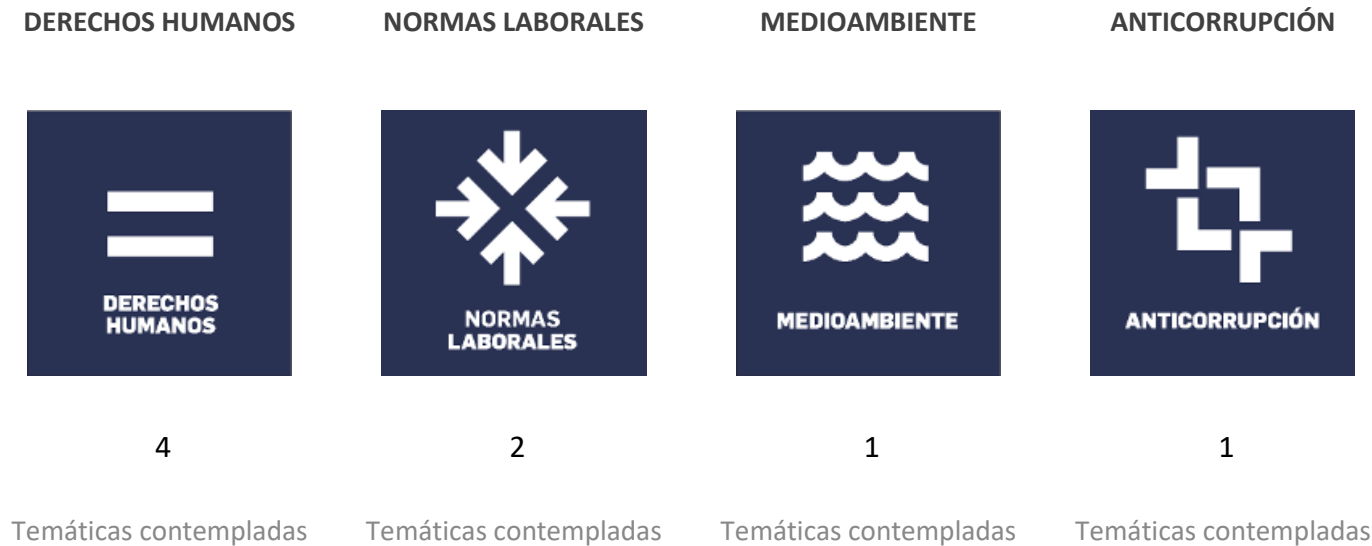 DERECHOS HUMANOS
NORMAS LABORALES
MEDIOAMBIENTE
ANTICORRUPCIÓN
DERECHOS
HUMANOS
NORMAS
LABORALES
MEDIOAMBIENTE
ANTICORRUPCIÓN
4
2
1
1
Temáticas contempladas
Temáticas contempladas
Temáticas contempladas
Temáticas contempladas